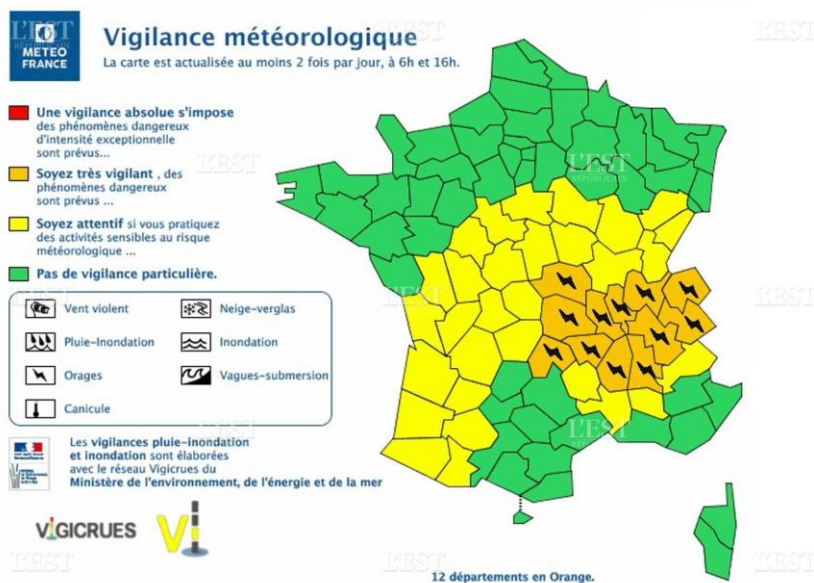 METEO
FRANCE
Vigilance météorologique
La carte est actualisée au moins 2 fois par jour, à 6h et 16h.
Une vigilance absolue s'impose
des phénomènes dangereux
d'intensité exceptionnelle
sont prévus...
Soyez très vigilant , des
phénomènes dangereux
sont prévus ...
Soyez attentif si vous pratiquez
des activités sensibles au risque
météorologique ...
Pas de vigilance particulière.
Vent violent
Neige-verglas
Pluie-Inondation
Inondation
Orages
Vagues-submersion
Canicule
Les vigilances pluie-inondation
et inondation sont élaborées
avec le réseau Vigicrues du
Ministère de l'environnement, de l'énergie et de la mer
VIGICRUES
Vi
12 départements en Orange.
L'EST
RÉPUBLICAIN